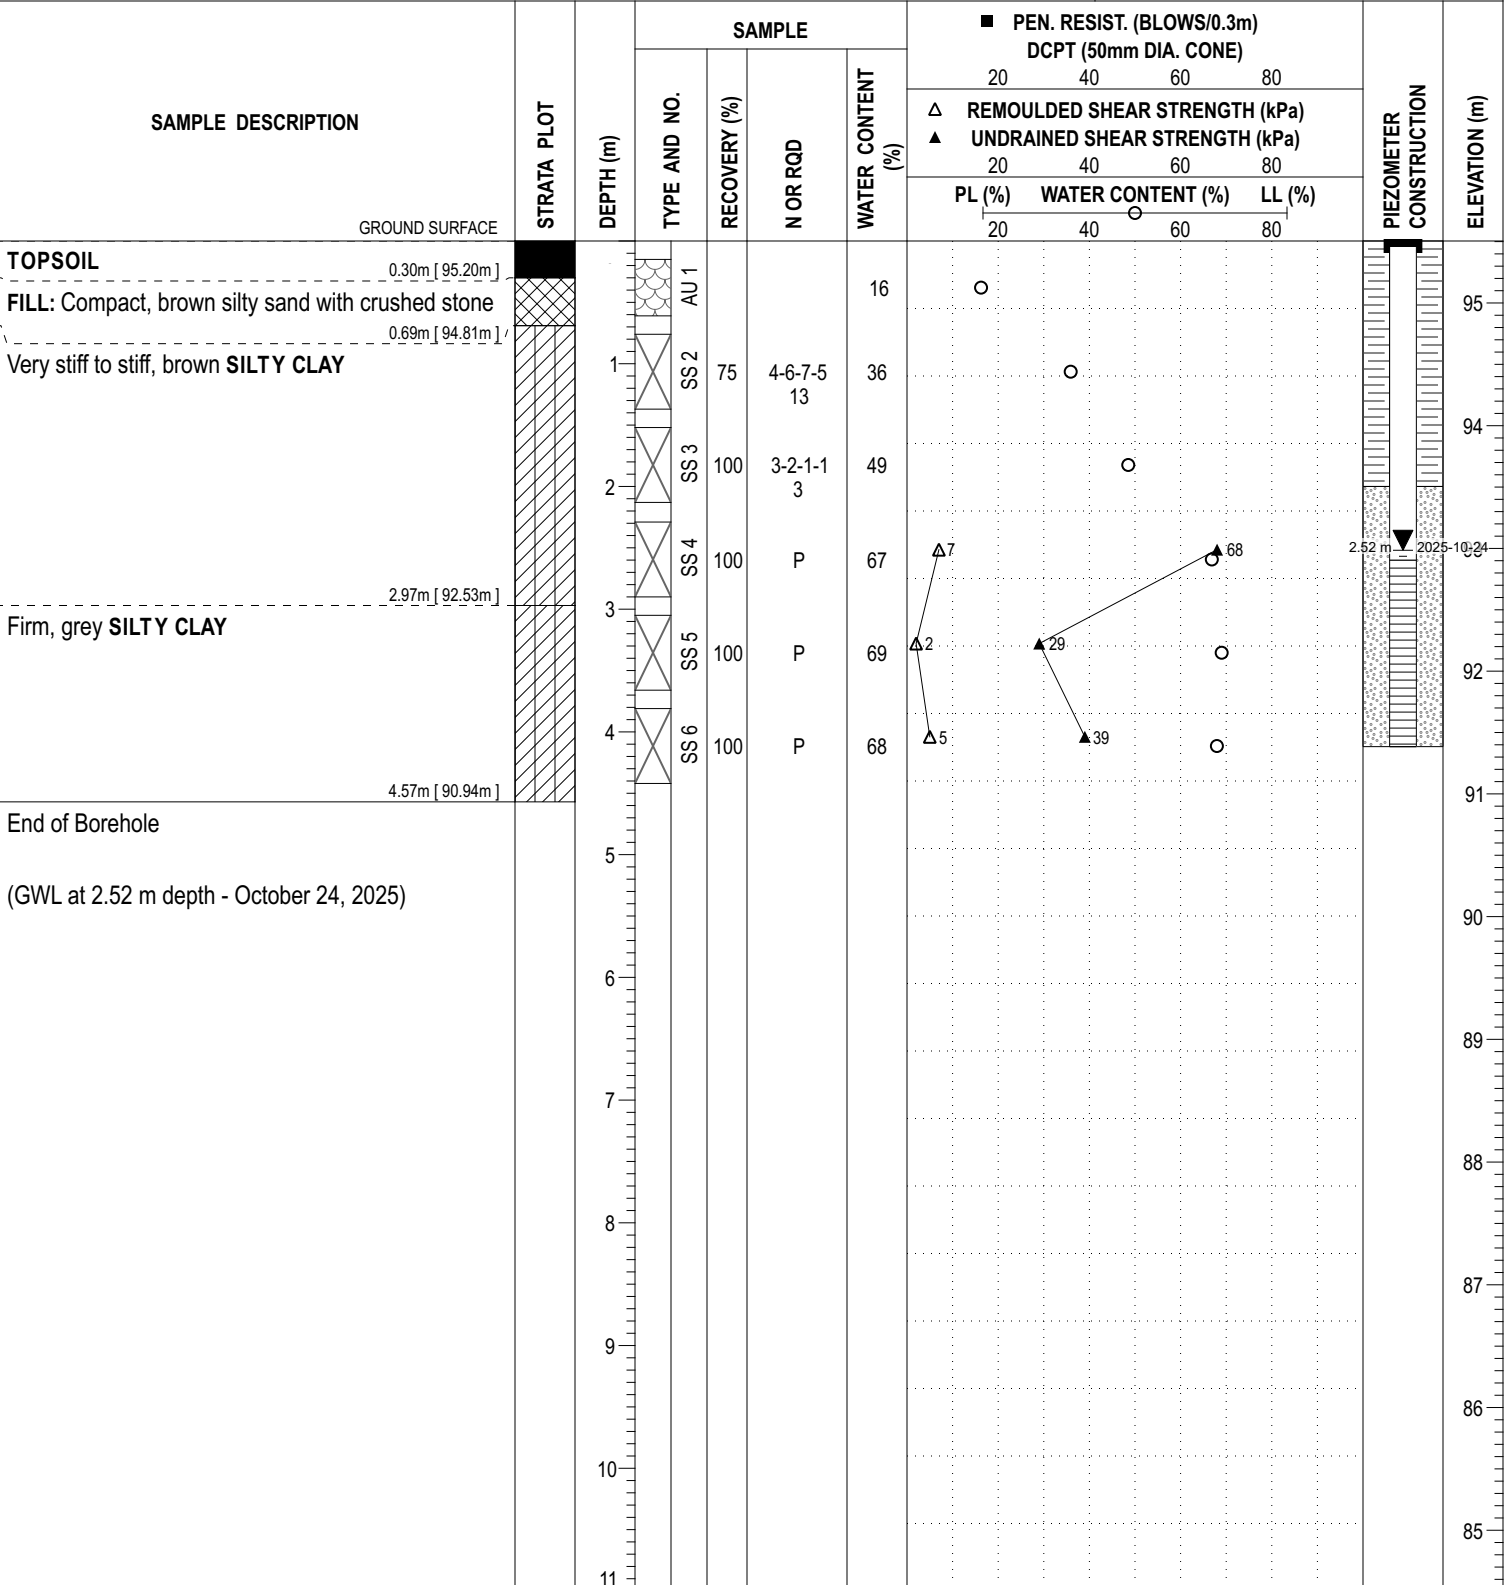 SAMPLE DESCRIPTION
GROUND SURFACE
STRATA PLOT
DEPTH (m)
SAMPLE
TYPE AND NO.
RECOVERY (%)
N OR RQD
WATER CONTENT
(%)
■ PEN. RESIST. (BLOWS/0.3m)
DCPT (50mm DIA. CONE)
20 40 60 80
△ REMOULDED SHEAR STRENGTH (kPa)
▲ UNDRAINED SHEAR STRENGTH (kPa)
20 40 60 80
PL (%) WATER CONTENT (%) LL (%)
20 40 60 80
PIEZOMETER
CONSTRUCTION
ELEVATION (m)
TOPSOIL
0.30m [ 95.20m ]
FILL: Compact, brown silty sand with crushed stone
0.69m [ 94.81m ]
Very stiff to stiff, brown SILTY CLAY
2.97m [ 92.53m ]
Firm, grey SILTY CLAY
4.57m [ 90.94m ]
End of Borehole
(GWL at 2.52 m depth - October 24, 2025)
1
2
3
4
5
6
7
8
9
10
11
AU 1 16
SS 2 75 4-6-7-5 36
13
SS 3 100 3-2-1-1 49
3
SS 4 100 P 67
SS 5 100 P 69
SS 6 100 P 68
7 68
2 29
5 39
2.52 m 2025-10-24
95
94
93
92
91
90
89
88
87
86
85